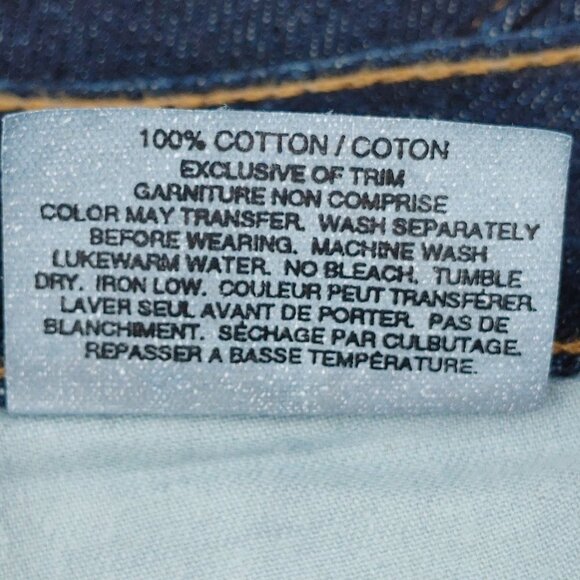 100% COTTON / COTON
EXCLUSIVE OF TRIM
GARNITURE NON COMPRISE
COLOR MAY TRANSFER. WASH SEPARATELY
BEFORE WEARING. MACHINE WASH
LUKEWARM WATER. NO BLEACH. TUMBLE
DRY. IRON LOW. COULEUR PEUT TRANSFÉRER.
LAVER SEUL AVANT DE PORTER. PAS DE
BLANCHIMENT. SÉCHAGE PAR CULBUTAGE.
REPASSER A BASSE TEMPÉRATURE.